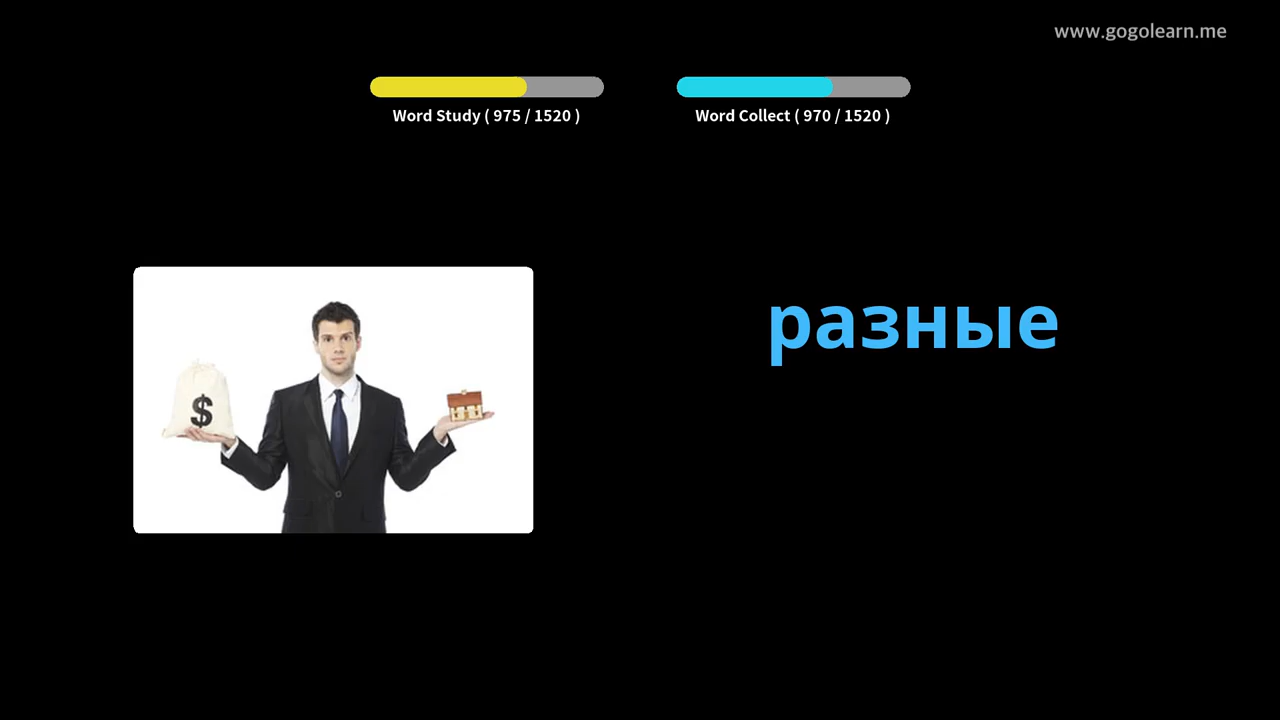 www.gogolearn.me
Word Study ( 975 / 1520 )
Word Collect ( 970 / 1520 )
разные
$